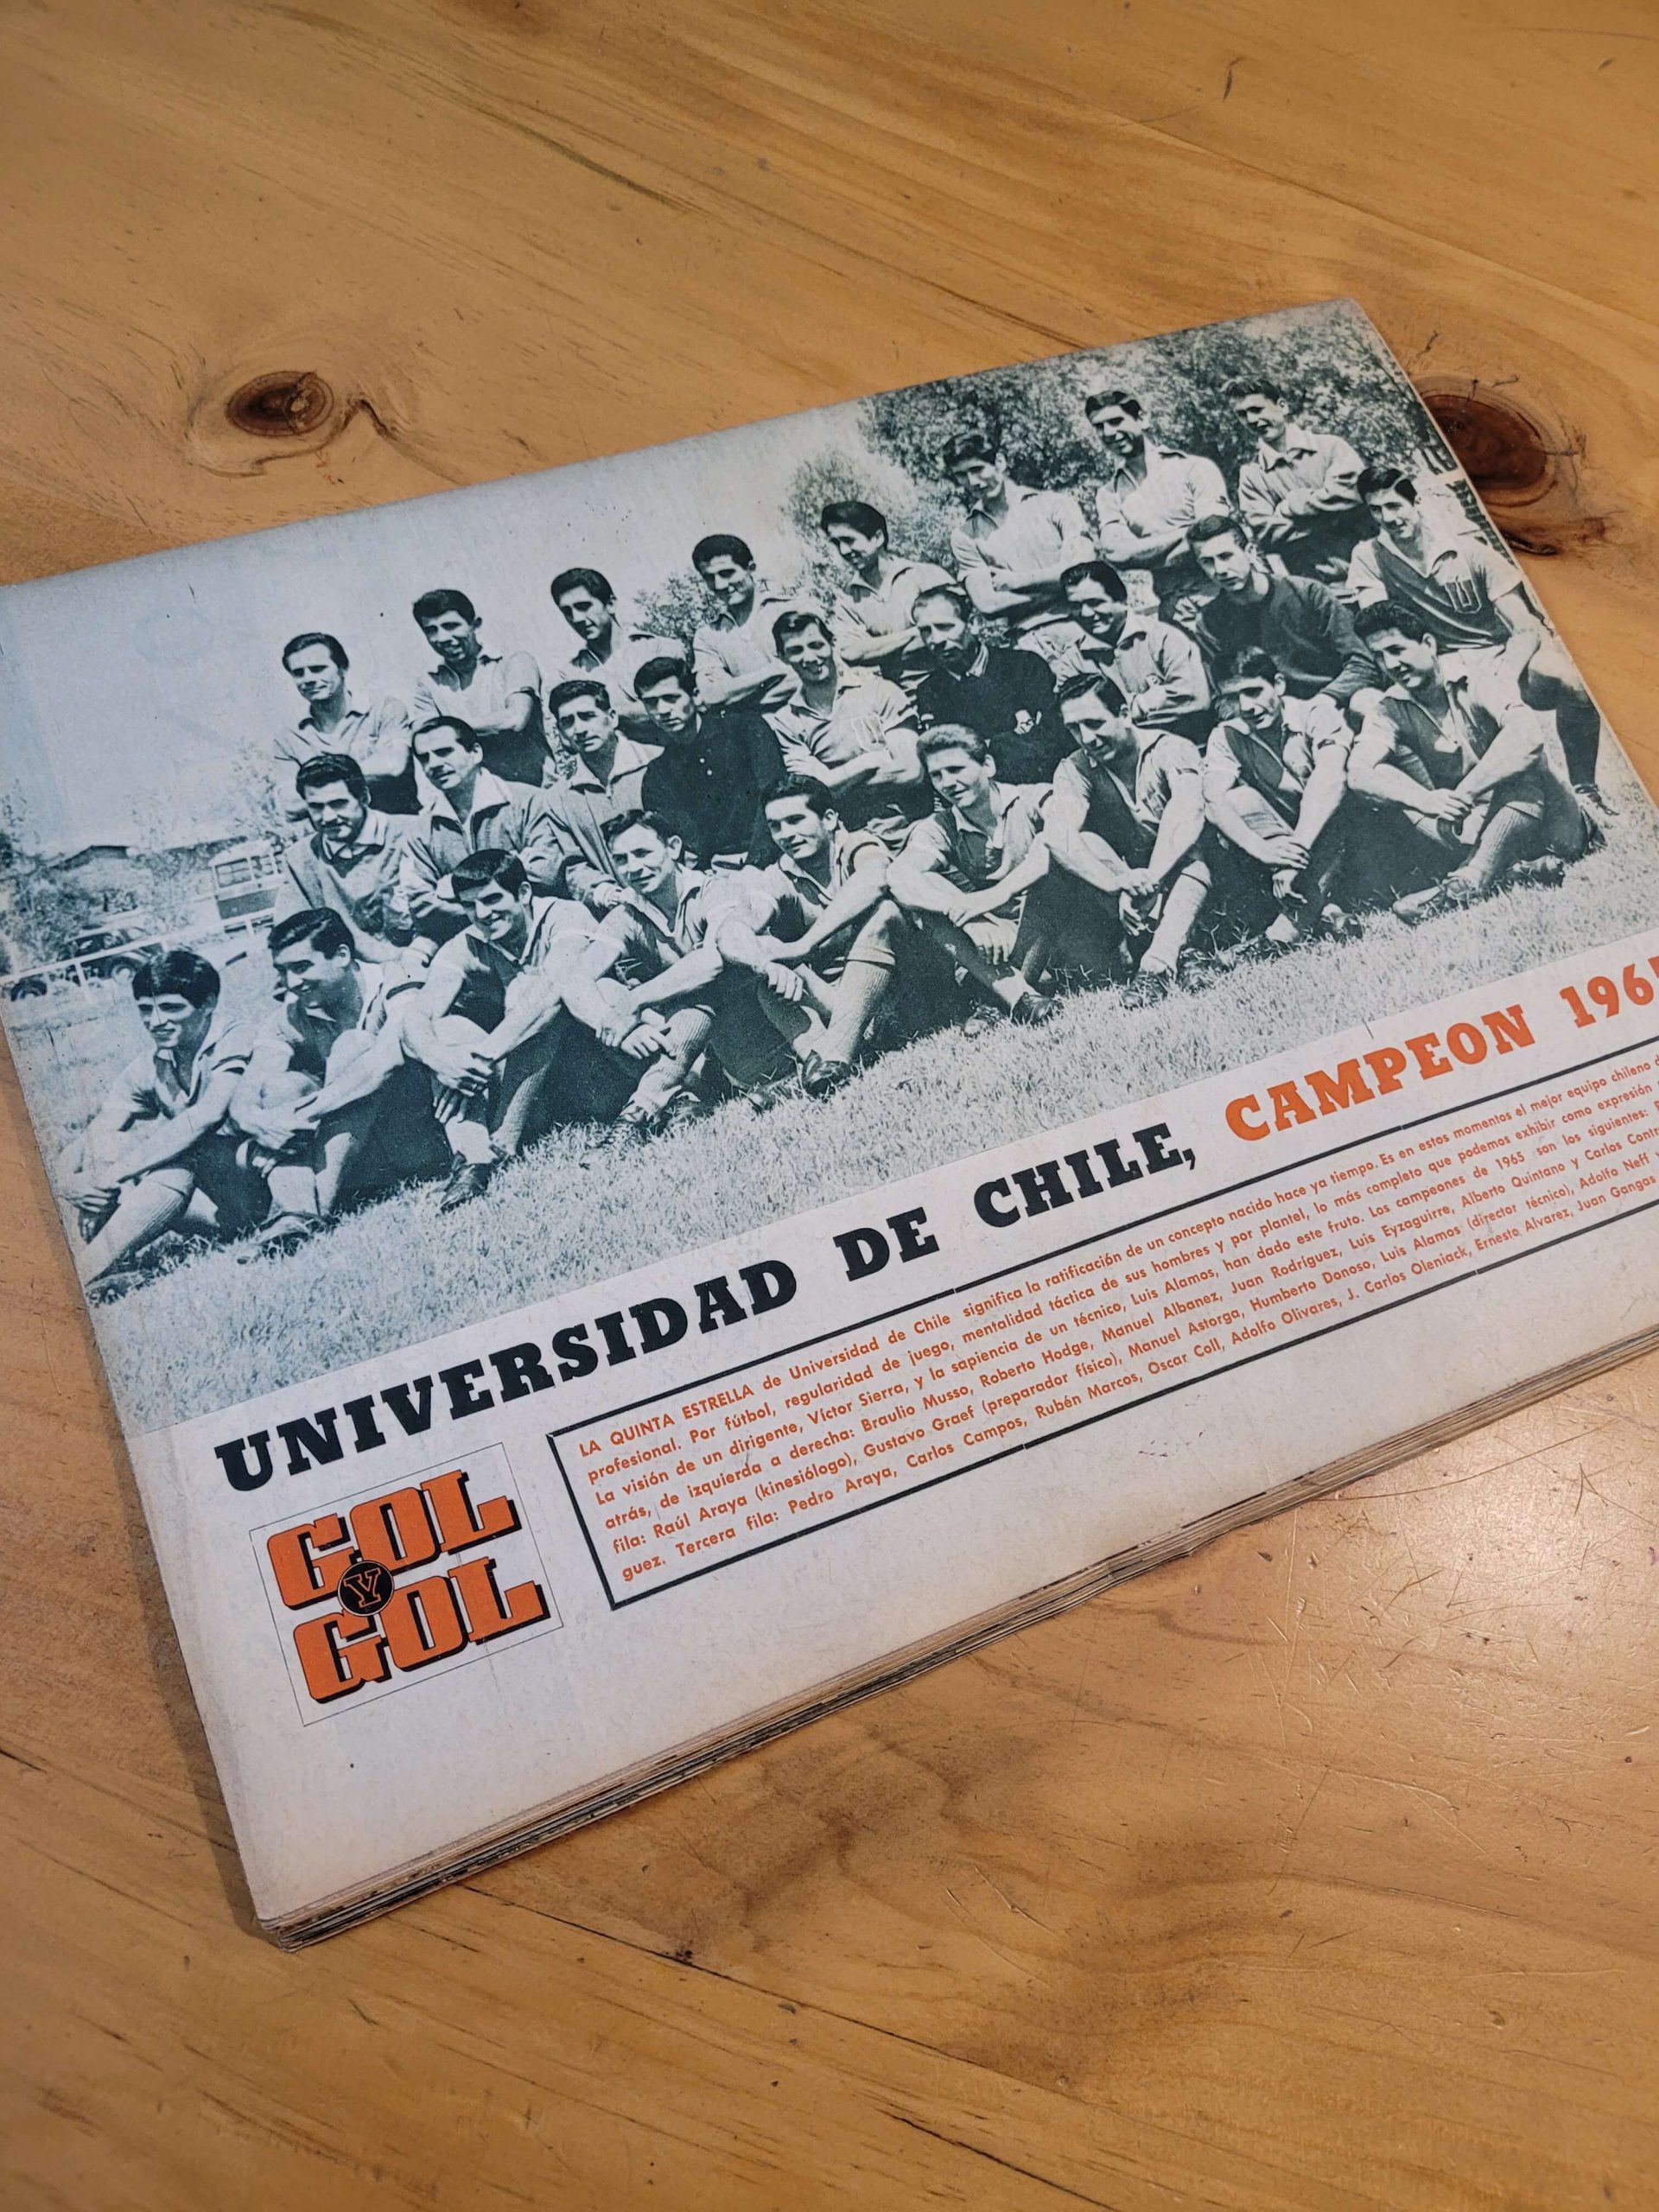 UNIVERSIDAD DE CHILE, CAMPEON 1965
LA QUINTA ESTRELLA de Universidad de Chile significa la ratificación de un concepto nacido hace ya tiempo. Es en estos momentos el mejor equipo chileno
profesional. Por fútbol, regularidad de juego, mentalidad táctica de sus hombres y por plantel, lo más completo que podemos exhibir como expresión
La visión de un dirigente, Víctor Sierra, y la sapiencia de un técnico, Luis Alamos, han dado este fruto. Los campeones de 1965 son los siguientes:
atrás, de izquierda a derecha: Braulio Musso, Roberto Hodge, Manuel Albanez, Juan Rodríguez, Luis Eyzaguirre, Alberto Quintano y Carlos
fila: Raúl Araya (kinesiólogo), Gustavo Graef (preparador físico), Manuel Astorga, Humberto Donoso, Luis Alamos (director técnico), Adolfo Neff
guez. Tercera fila: Pedro Araya, Carlos Campos, Rubén Marcos, Oscar Coll, Adolfo Olivares, J. Carlos Oleniack, Ernesto Alvarez, Juan Gangas
GOL
Y
GOL